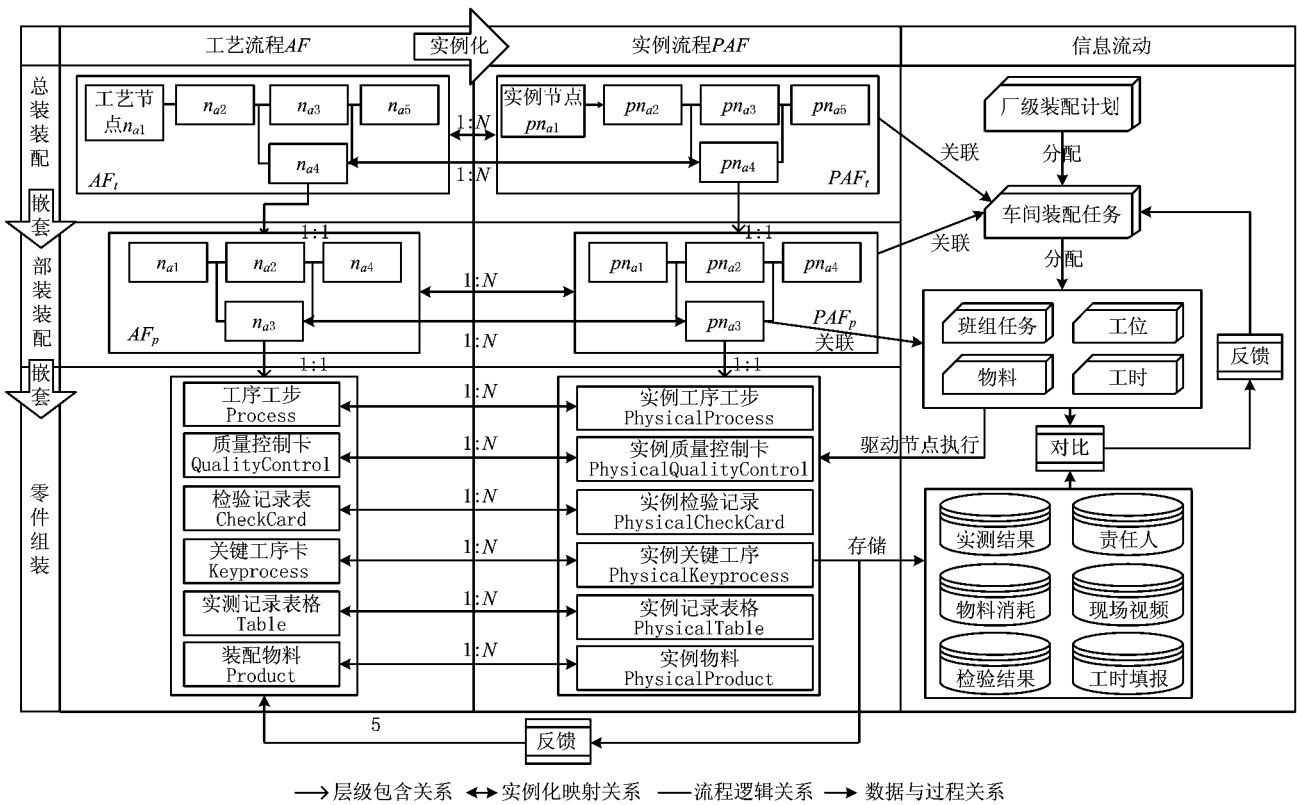 工艺流程AF
实例化
实例流程PAF
信息流动
总装装配
工艺节点na1
na2
na3
na5
na4
AFt
1:N
1:N
实例节点
pna1
pna2
pna3
pna5
pna4
PAFt
关联
厂级装配计划
分配
车间装配任务
嵌套
部装装配
1:1
1:1
na1
na2
na4
na3
AFp
1:N
1:N
pna1
pna2
pna4
pna3
PAFp
关联
关联
分配
班组任务
工位
物料
工时
反馈
嵌套
零件组装
1:1
1:1
工序工步
Process
1:N
实例工序工步
PhysicalProcess
质量控制卡
QualityControl
1:N
实例质量控制卡
PhysicalQualityControl
驱动节点执行
对比
检验记录表
CheckCard
1:N
实例检验记录
PhysicalCheckCard
关键工序卡
Keyprocess
1:N
实例关键工序
PhysicalKeyprocess
存储
实测记录表格
Table
1:N
实例记录表格
PhysicalTable
装配物料
Product
1:N
实例物料
PhysicalProduct
实测结果
责任人
物料消耗
现场视频
检验结果
工时填报
5
反馈
层级包含关系
实例化映射关系
流程逻辑关系
数据与过程关系